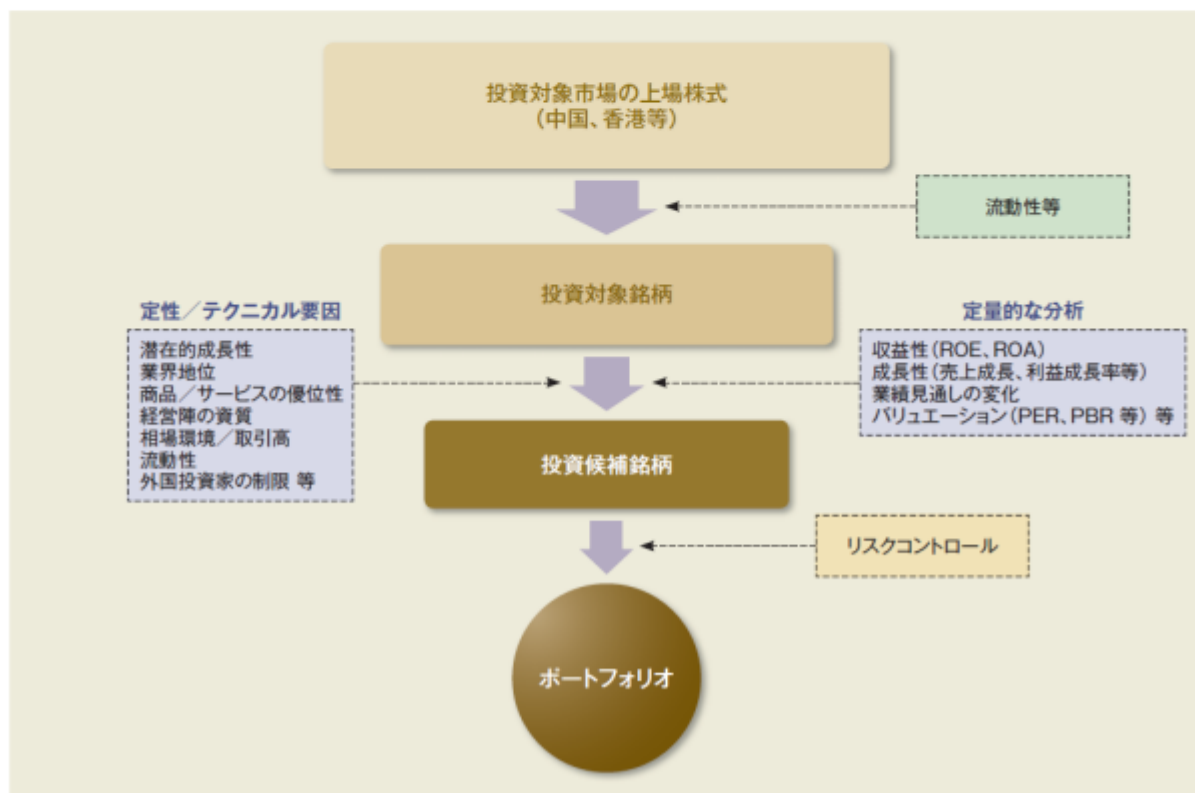 投資対象市場の上場株式
（中国、香港等）
流動性等
投資対象銘柄
定性／テクニカル要因
潜在的成長性
業界地位
商品／サービスの優位性
経営陣の資質
相場環境／取引高
流動性
外国投資家の制限 等
定量的な分析
収益性（ROE、ROA）
成長性（売上成長、利益成長率等）
業績見通しの変化
バリュエーション（PER、PBR 等） 等
投資候補銘柄
リスクコントロール
ポートフォリオ